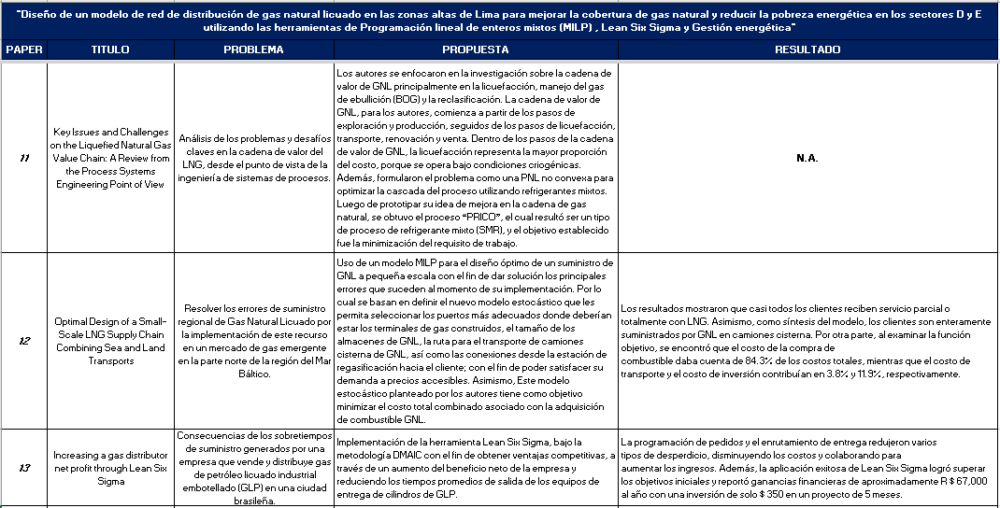 "Diseño de un modelo de red de distribución de gas natural licuado en las zonas altas de Lima para mejorar la cobertura de gas natural y reducir la pobreza energética en los sectores D y E
utilizando las herramientas de Programación lineal de enteros mixtos (MILP) , Lean Six Sigma y Gestión energética"
PAPER TITULO PROBLEMA PROPUESTA RESULTADO
11
Key Issues and Challenges
on the Liquefied Natural Gas
Value Chain: A Review from
the Process Systems
Engineering Point of View
Análisis de los problemas y desafíos
claves en la cadena de valor del
LNG, desde el punto de vista de la
ingeniería de sistemas de procesos.
Los autores se enfocaron en la investigación sobre la cadena de
valor de GNL principalmente en la licuefacción, manejo del gas
de ebullición (BOG) y la reclasificación. La cadena de valor de
GNL, para los autores, comienza a partir de los pasos de
exploración y producción, seguidos de los pasos de licuefacción,
transporte, renovación y venta. Dentro de los pasos de la cadena
de valor de GNL, la licuefacción representa la mayor proporción
del costo, porque se opera bajo condiciones criogénicas.
Además, formularon el problema como una PNL no convexa para
optimizar la cascada del proceso utilizando refrigerantes mixtos.
Luego de prototipar su idea de mejora en la cadena de gas
natural, se obtuvo el proceso “PRICO”, el cual resultó ser un tipo
de proceso de refrigerante mixto (SMR), y el objetivo establecido
fue la minimización del requisito de trabajo.
N.A.
12
Optimal Design of a Small-
Scale LNG Supply Chain
Combining Sea and Land
Transports
Resolver los errores de suministro
regional de Gas Natural Licuado por
la implementación de este recurso
en un mercado de gas emergente
en la parte norte de la región del Mar
Báltico.
Uso de un modelo MILP para el diseño óptimo de un suministro de
GNL a pequeña escala con el fin de dar solución los principales
errores que suceden al momento de su implementación. Por lo
cual se basan en definir el nuevo modelo estocástico que les
permita seleccionar los puertos más adecuados donde deberían
estar los terminales de gas construidos, el tamaño de los
almacenes de GNL, la ruta para el transporte de camiones
cisterna de GNL, así como las conexiones desde la estación de
regasificación hacia el cliente; con el fin de poder satisfacer su
demanda a precios accesibles. Asimismo, Este modelo
estocástico planteado por los autores tiene como objetivo
minimizar el costo total combinado asociado con la adquisición
de combustible GNL.
Los resultados mostraron que casi todos los clientes reciben servicio parcial o
totalmente con LNG. Asimismo, como síntesis del modelo, los clientes son enteramente
suministrados por GNL en camiones cisterna. Por otra parte, al examinar la función
objetivo, se encontró que el costo de la compra de
combustible daba cuenta de 84.3% de los costos totales, mientras que el costo de
transporte y el costo de inversión contribuían en 3.8% y 11.9%, respectivamente.
13
Increasing a gas distributor
net profit through Lean Six
Sigma
Consecuencias de los sobretiempos
de suministro generados por una
empresa que vende y distribuye gas
de petróleo licuado industrial
embotellado (GLP) en una ciudad
brasileña.
Implementación de la herramienta Lean Six Sigma, bajo la
metodología DMAIC con el fin de obtener ventajas competitivas, a
través de un aumento del beneficio neto de la empresa y
reduciendo los tiempos promedios de salida de los equipos de
entrega de cilindros de GLP.
La programación de pedidos y el enrutamiento de entrega redujeron varios
tipos de desperdicio, disminuyendo los costos y colaborando para
aumentar los ingresos. Además, la aplicación exitosa de Lean Six Sigma logró superar
los objetivos iniciales y reportó ganancias financieras de aproximadamente R $ 67,000
al año con una inversión de solo $ 350 en un proyecto de 5 meses.